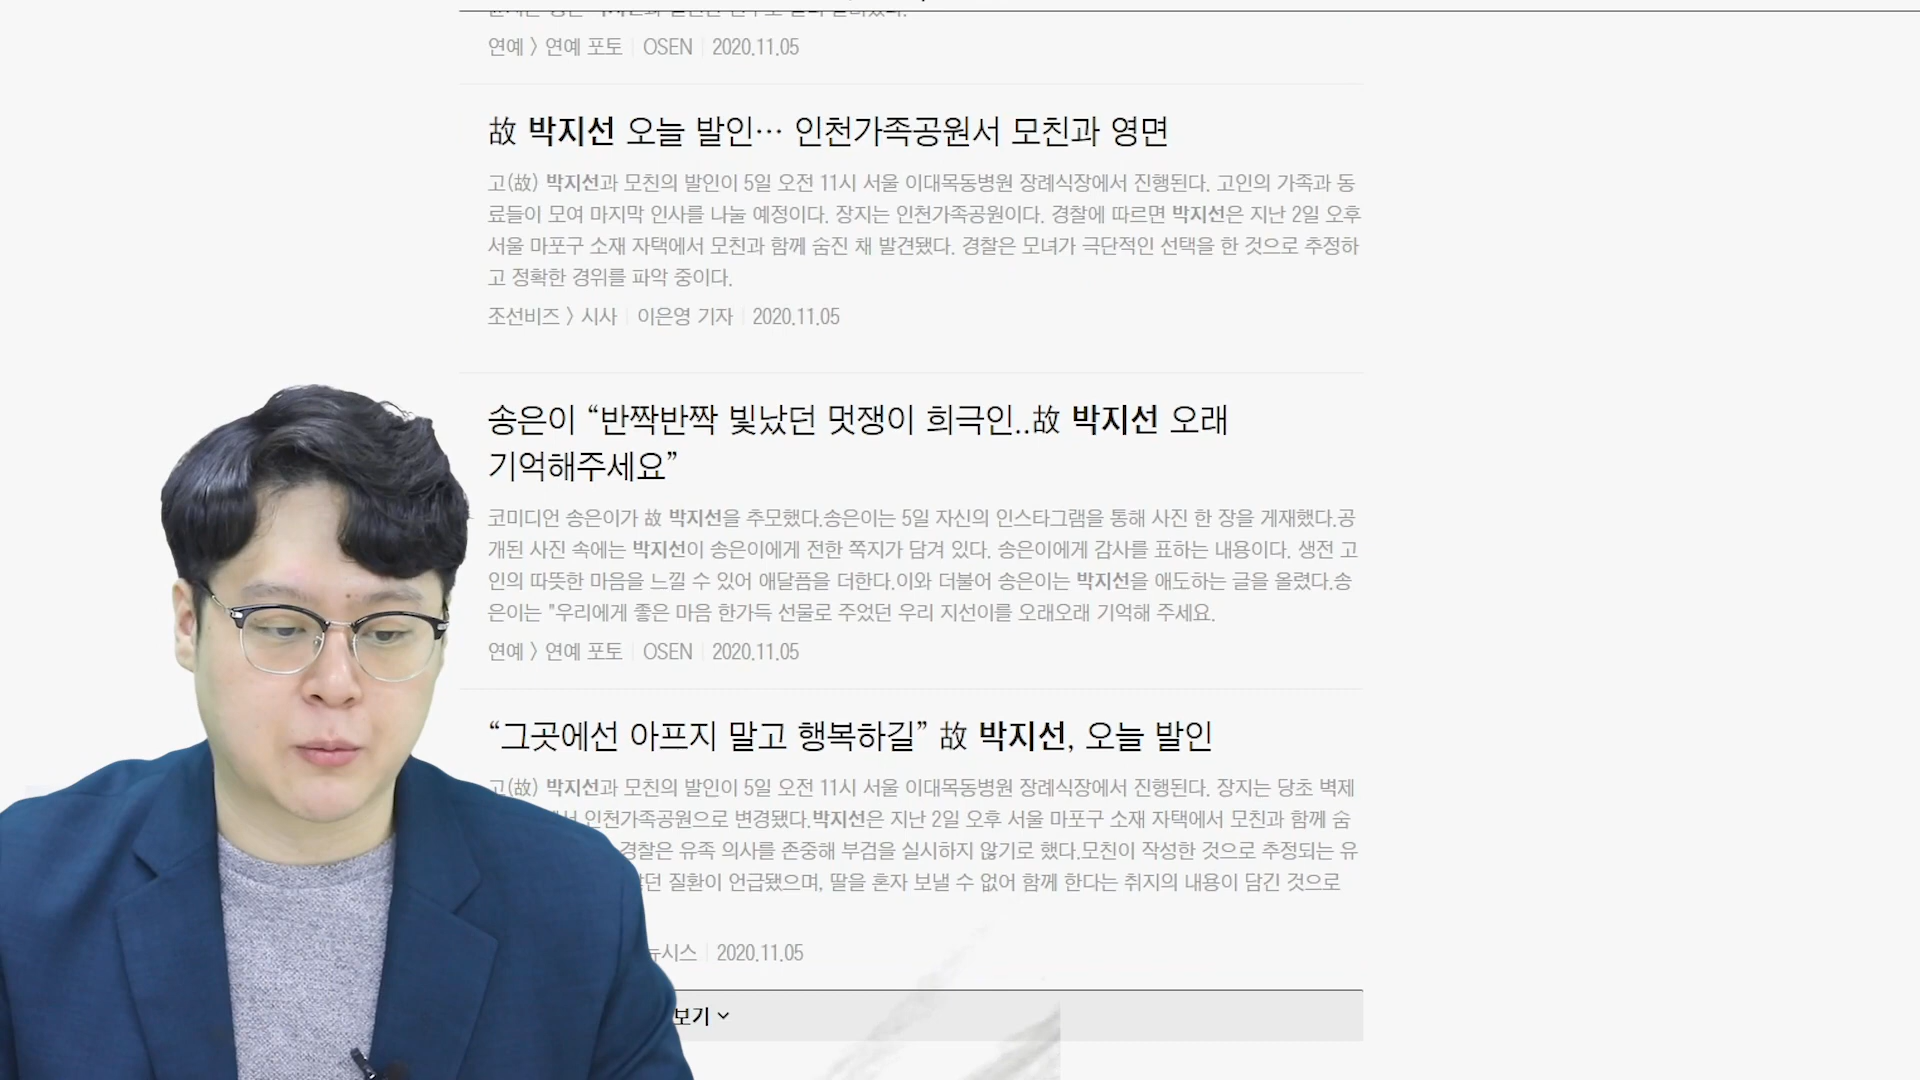 연예 > 연예 포토 | OSEN | 2020.11.05
故 박지선 오늘 발인… 인천가족공원서 모친과 영면
고(故) 박지선과 모친의 발인이 5일 오전 11시 서울 이대목동병원 장례식장에서 진행된다. 고인의 가족과 동
료들이 모여 마지막 인사를 나눌 예정이다. 장지는 인천가족공원이다. 경찰에 따르면 박지선은 지난 2일 오후
서울 마포구 소재 자택에서 모친과 함께 숨진 채 발견됐다. 경찰은 모녀가 극단적인 선택을 한 것으로 추정하
고 정확한 경위를 파악 중이다.
조선비즈 > 시사 | 이은영 기자 | 2020.11.05
송은이 “반짝반짝 빛났던 멋쟁이 희극인..故 박지선 오래
기억해주세요”
코미디언 송은이가 故 박지선을 추모했다.송은이는 5일 자신의 인스타그램을 통해 사진 한 장을 게재했다.공
개된 사진 속에는 박지선이 송은이에게 전한 쪽지가 담겨 있다. 송은이에게 감사를 표하는 내용이다. 생전 고
인의 따뜻한 마음을 느낄 수 있어 애달픔을 더한다.이와 더불어 송은이는 박지선을 애도하는 글을 올렸다.송
은이는 "우리에게 좋은 마음 한가득 선물로 주었던 우리 지선이를 오래오래 기억해 주세요.
연예 > 연예 포토 | OSEN | 2020.11.05
“그곳에선 아프지 말고 행복하길” 故 박지선, 오늘 발인
고(故) 박지선과 모친의 발인이 5일 오전 11시 서울 이대목동병원 장례식장에서 진행된다. 장지는 당초 벽제
인천가족공원으로 변경됐다.박지선은 지난 2일 오후 서울 마포구 소재 자택에서 모친과 함께 숨
경찰은 유족 의사를 존중해 부검을 실시하지 않기로 했다.모친이 작성한 것으로 추정되는 유
던 질환이 언급됐으며, 딸을 혼자 보낼 수 없어 함께 한다는 취지의 내용이 담긴 것으로
뉴시스 | 2020.11.05
보기